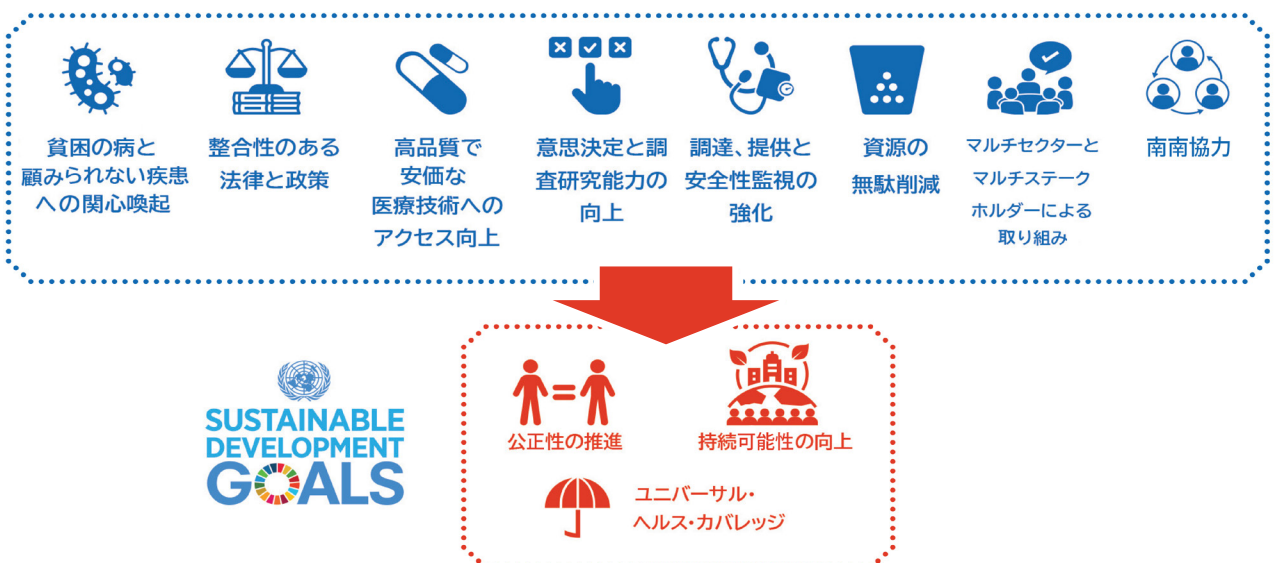 貧困の病と
顧みられない疾患
への関心喚起
整合性のある
法律と政策
高品質で
安価な
医療技術への
アクセス向上
意思決定と調
査研究能力の
向上
調達、提供と
安全性監視の
強化
資源の
無駄削減
マルチセクターと
マルチステーク
ホルダーによる
取り組み
南南協力
SUSTAINABLE
DEVELOPMENT
GOALS
公正性の推進
持続可能性の向上
ユニバーサル・
ヘルス・カバレッジ